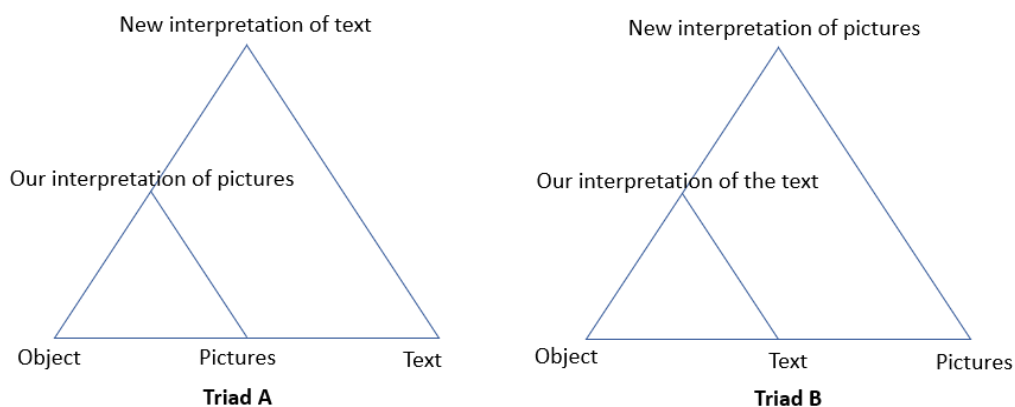 New interpretation of text
Our interpretation of pictures
Object Pictures Text
Triad A
New interpretation of pictures
Our interpretation of the text
Object Text Pictures
Triad B